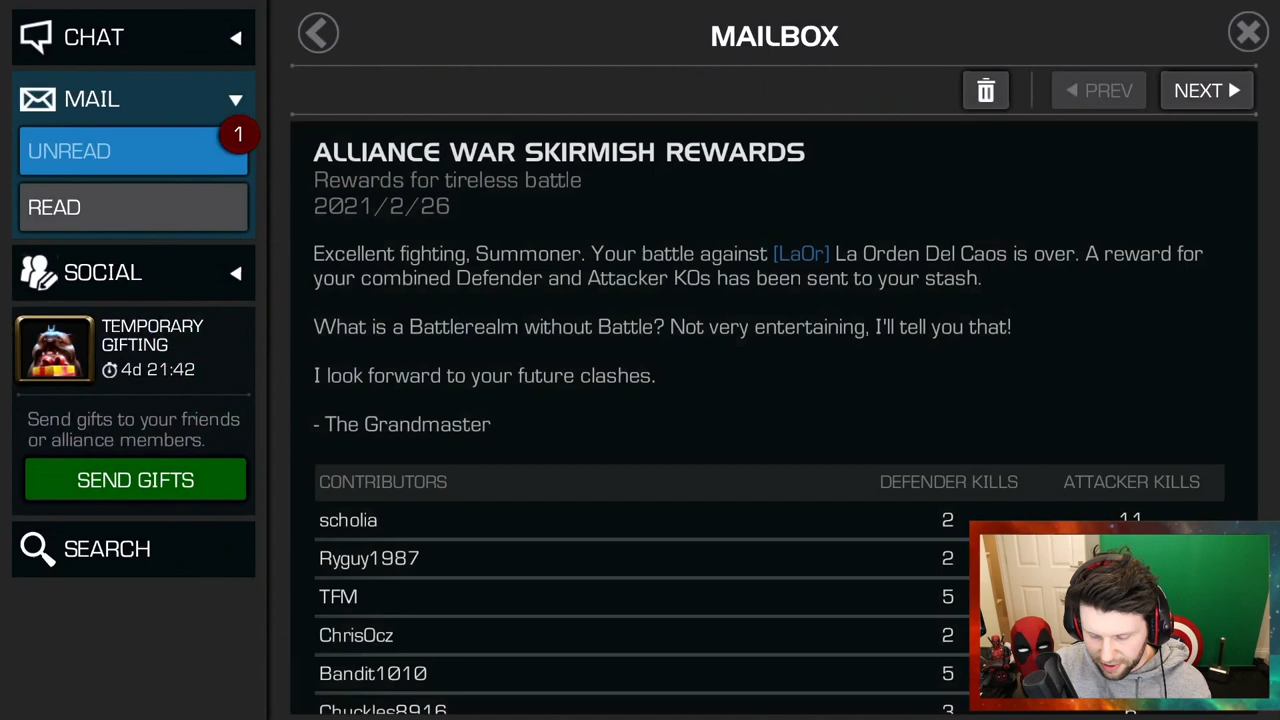 CHAT
MAIL
1
UNREAD
READ
SOCIAL
TEMPORARY
GIFTING
4d 21:42
Send gifts to your friends
or alliance members.
SEND GIFTS
SEARCH
MAILBOX
PREV
NEXT
ALLIANCE WAR SKIRMISH REWARDS
Rewards for tireless battle
2021/2/26
Excellent fighting, Summoner. Your battle against [LaOr] La Orden Del Caos is over. A reward for
your combined Defender and Attacker KOs has been sent to your stash.
What is a Battlerealm without Battle? Not very entertaining, I'll tell you that!
I look forward to your future clashes.
- The Grandmaster
CONTRIBUTORS DEFENDER KILLS ATTACKER KILLS
scholia 2 11
Ryguy1987 2
TFM 5
ChrisOcz 2
Bandit1010 5
Chuckles8916 3